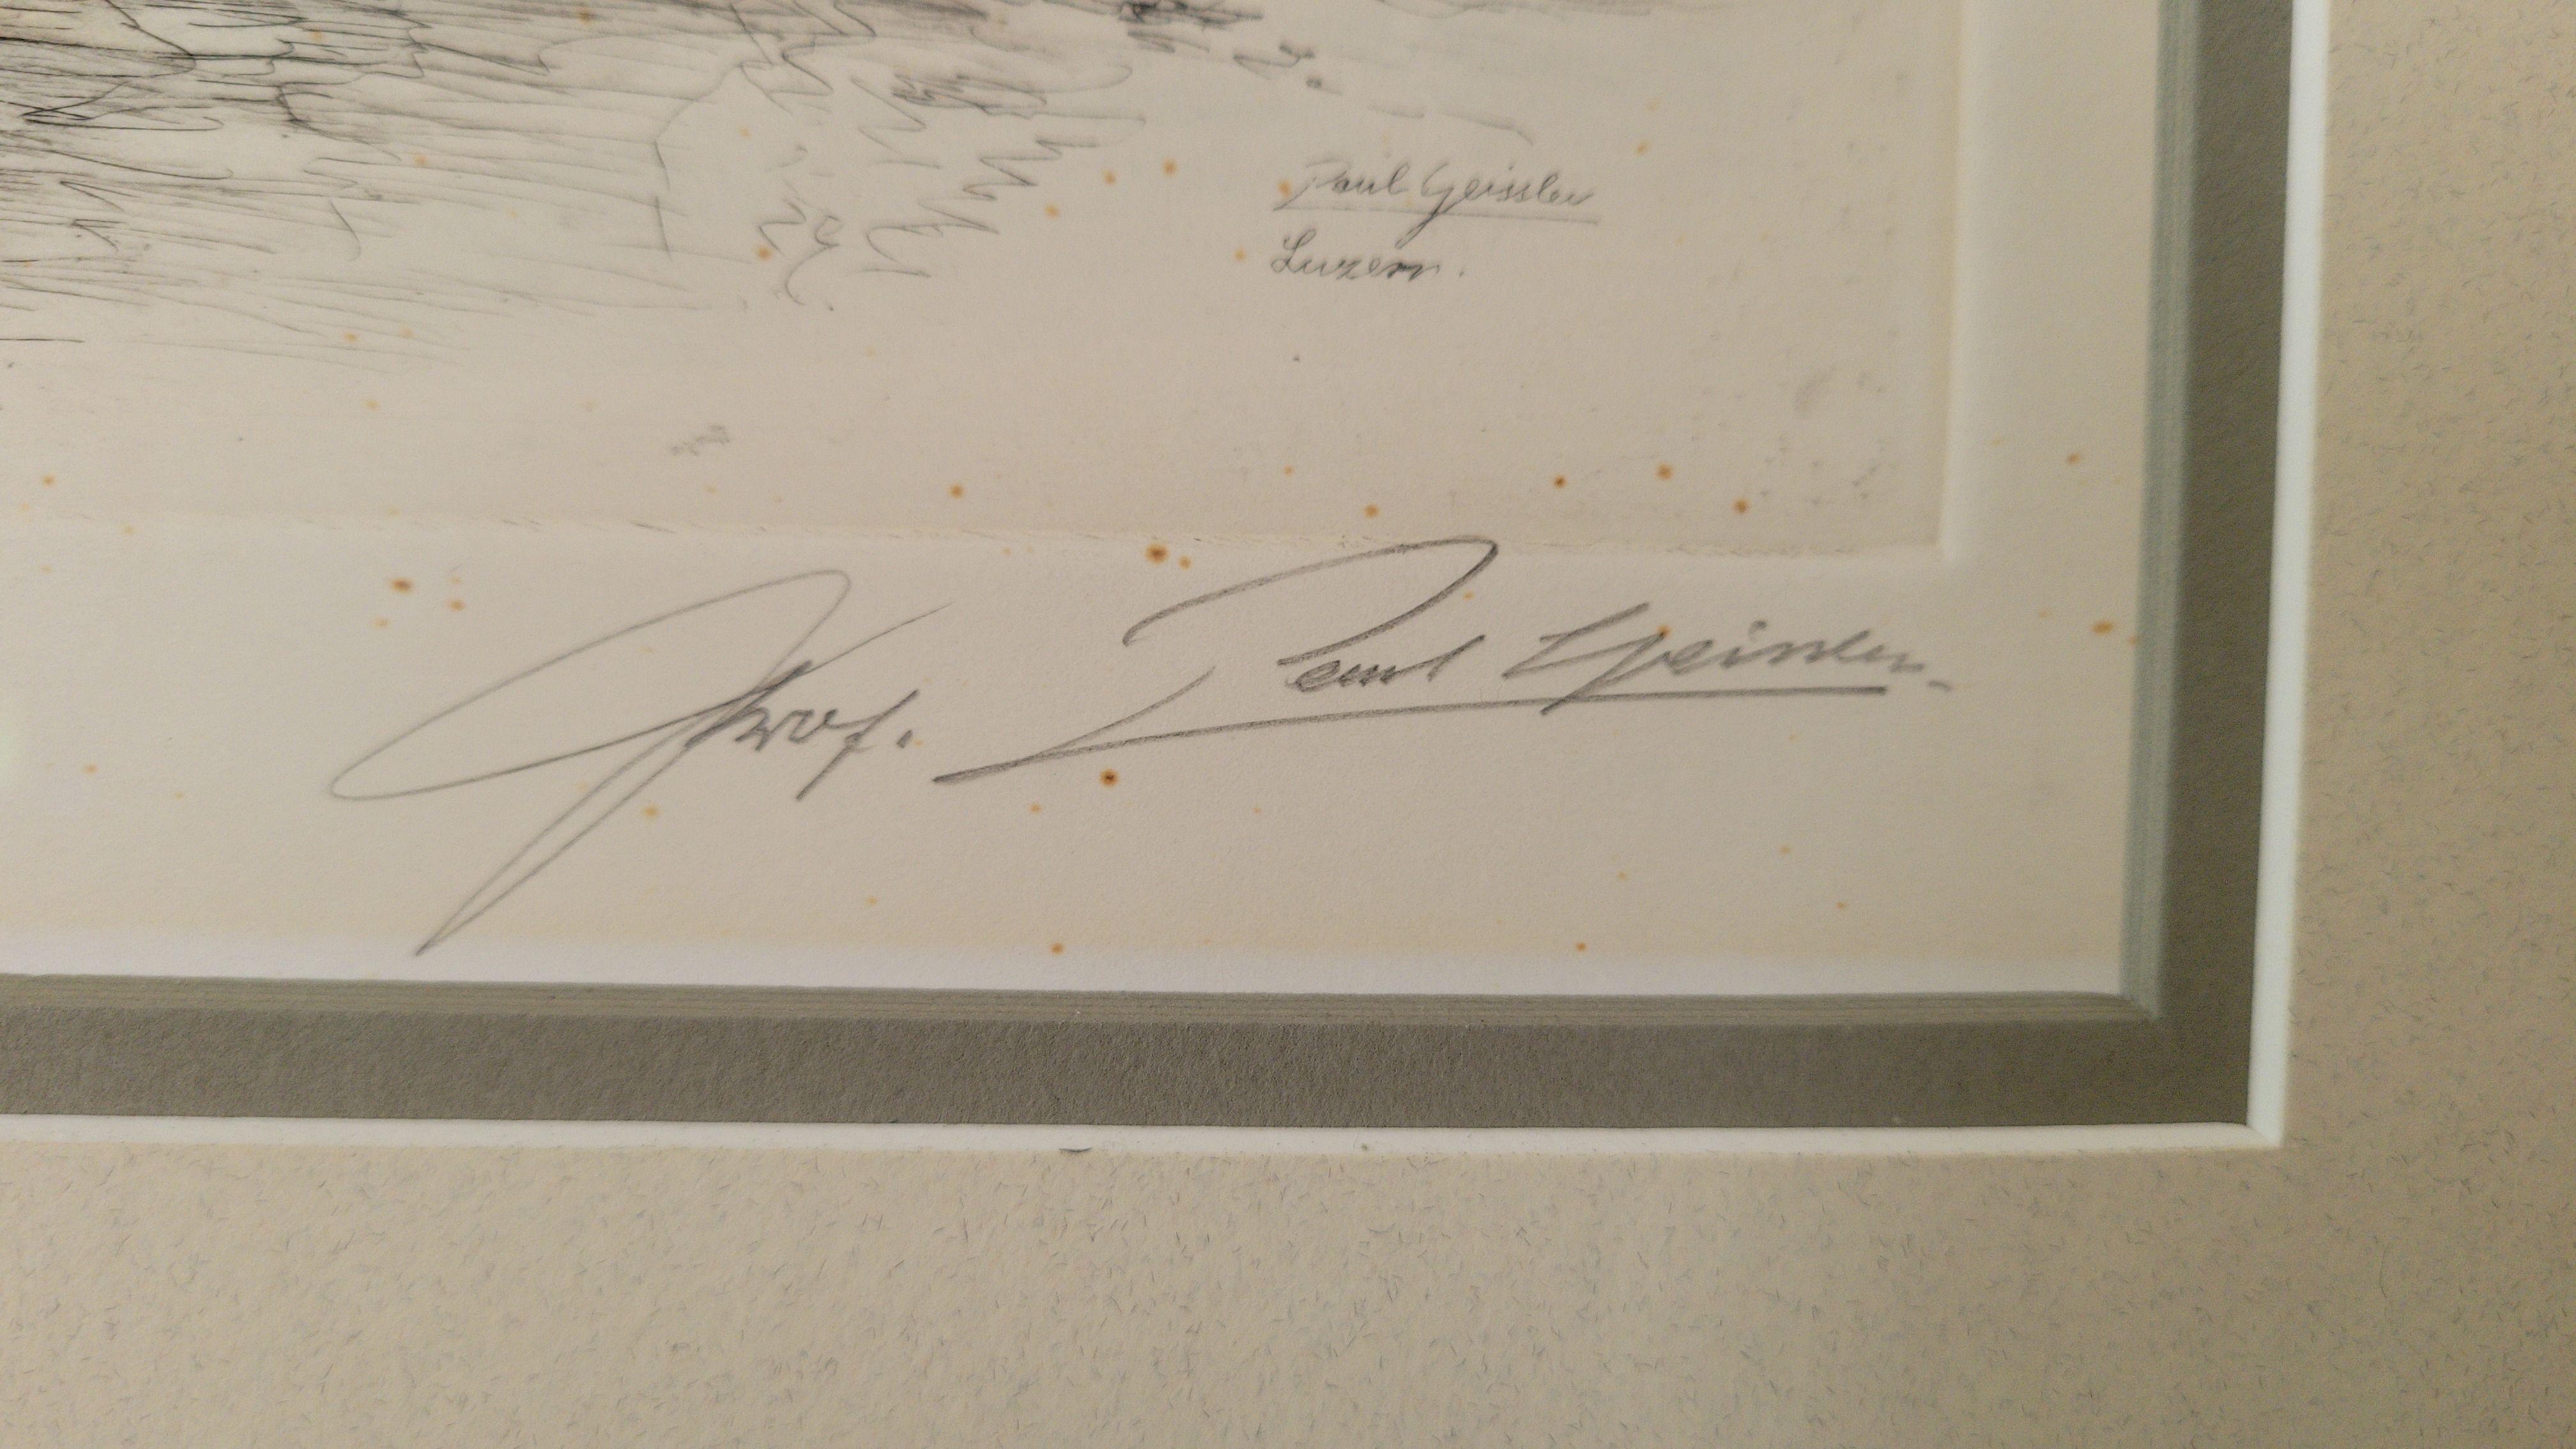 Paul Geissler
Luzern.
Prof. Paul Geissler.